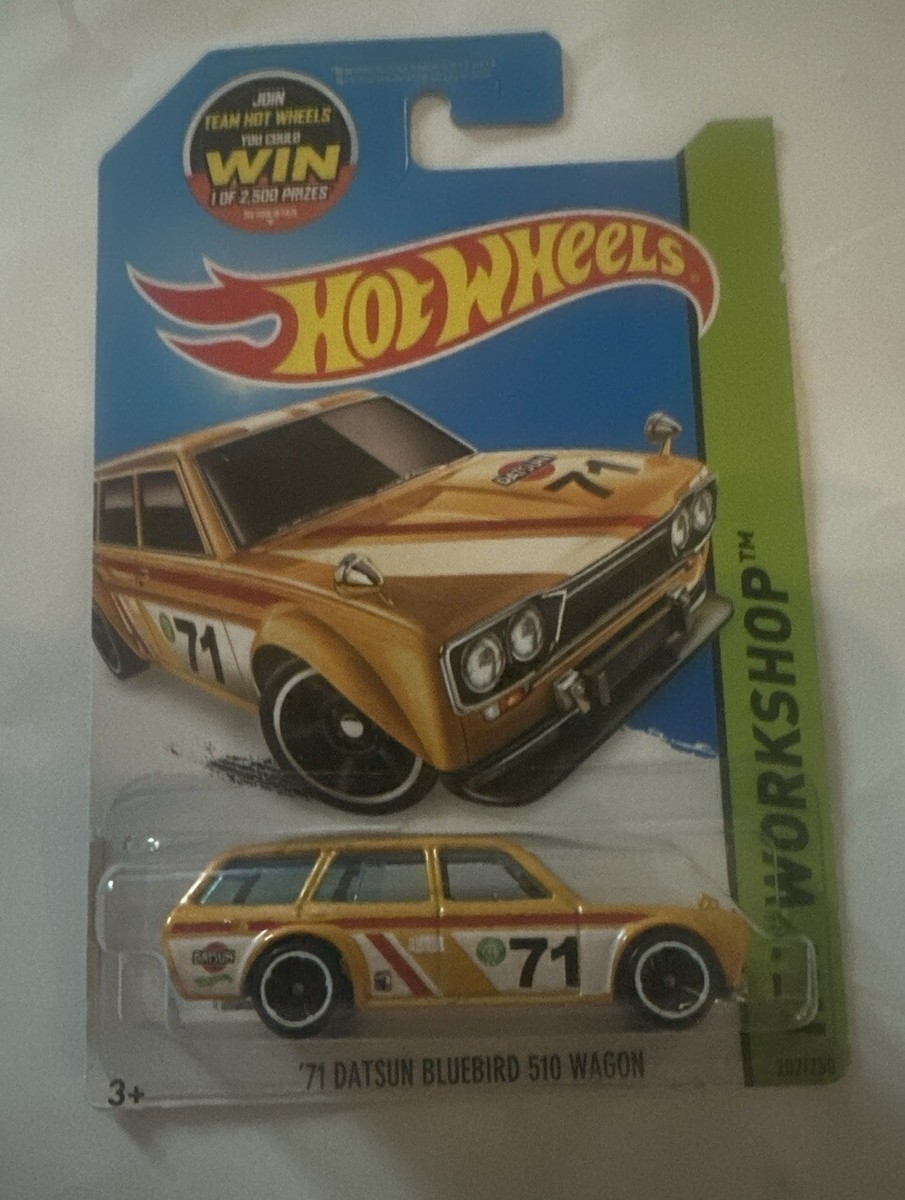 JOIN
TEAM HOT WHEELS
YOU COULD
WIN
1 OF 2,500 PRIZES
HOT WHEELS
DATSUN
71
71
WORKSHOP™
DATSUN
71
'71 DATSUN BLUEBIRD 510 WAGON
3+